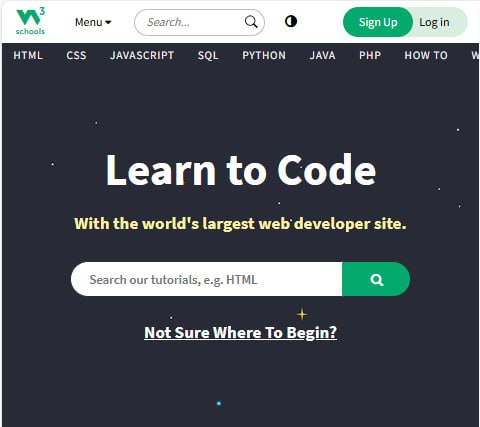 W3
schools
Menu
Search...
Sign Up
Log in
HTML CSS JAVASCRIPT SQL PYTHON JAVA PHP HOW TO W
Learn to Code
With the world's largest web developer site.
Search our tutorials, e.g. HTML
Not Sure Where To Begin?